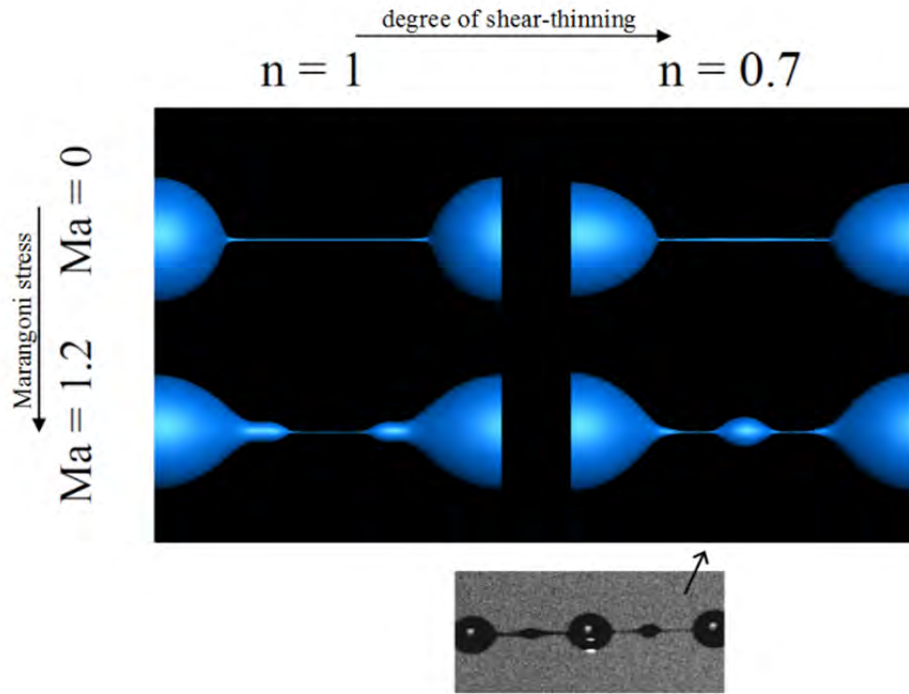 degree of shear-thinning
n = 1
n = 0.7
Ma = 0
Marangoni stress
Ma = 1.2